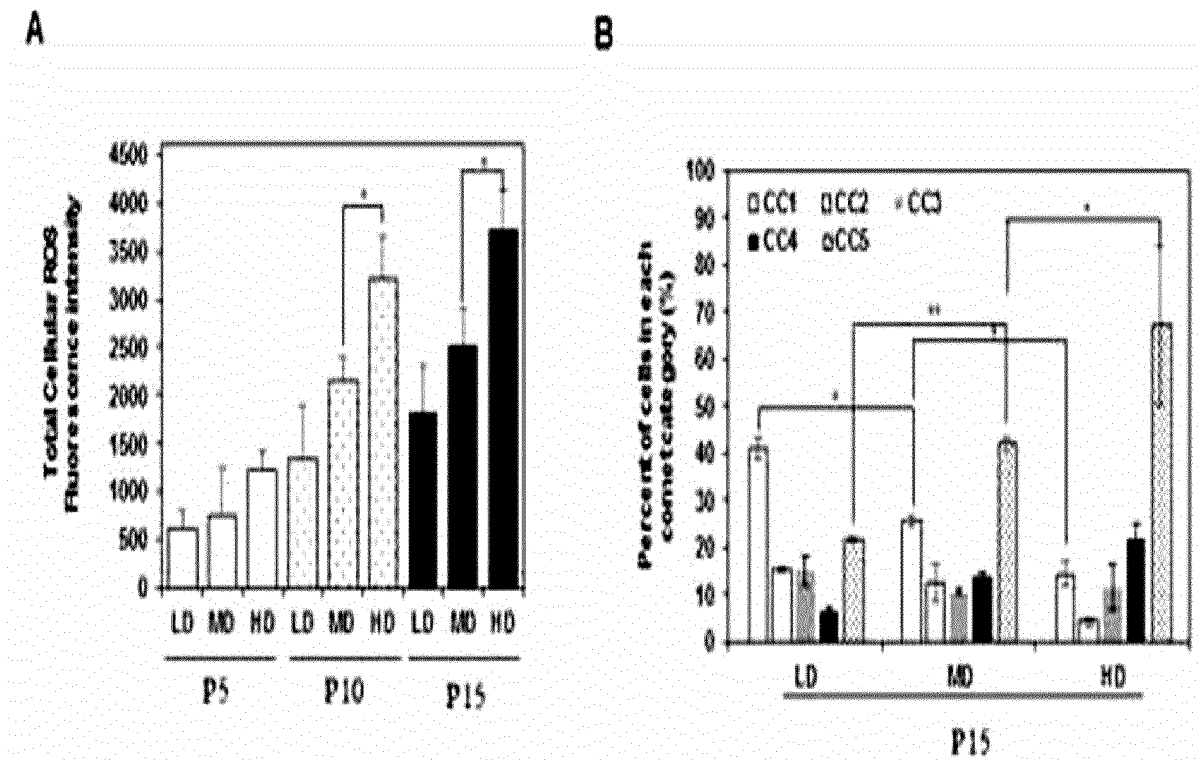 A
Total Cellular ROS
Fluorescence intensity
4500
4000
3500
3000
2500
2000
1500
1000
500
0
*
*
LD MD HD LD MD HD LD MD HD
P5 P10 P15
B
Percent of cells in each
comet category (%)
100
90
80
70
60
50
40
30
20
10
0
CC1 CC2 CC3
CC4 CC5
*
**
*
LD MD HD
P15